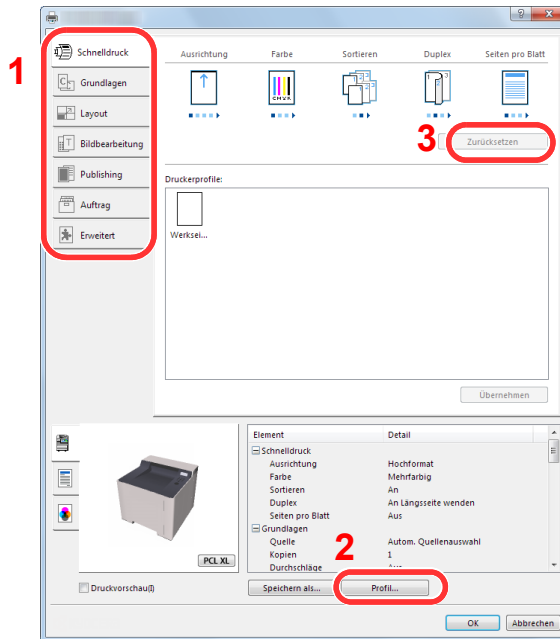 1
Schnelldruck
Grundlagen
Layout
Bildbearbeitung
Publishing
Auftrag
Erweitert
Ausrichtung Farbe Sortieren Duplex Seiten pro Blatt
CMYK
3
Zurücksetzen
Druckerprofile:
Werksei...
Übernehmen
Element Detail
Schnelldruck
Ausrichtung Hochformat
Farbe Mehrfarbig
Sortieren An
Duplex An Längsseite wenden
Seiten pro Blatt Aus
Grundlagen
Quelle Autom. Quellenauswahl
Kopien 1
Durchschläge
PCL XL
2
Druckvorschau(I)
Speichern als... Profil...
OK Abbrechen